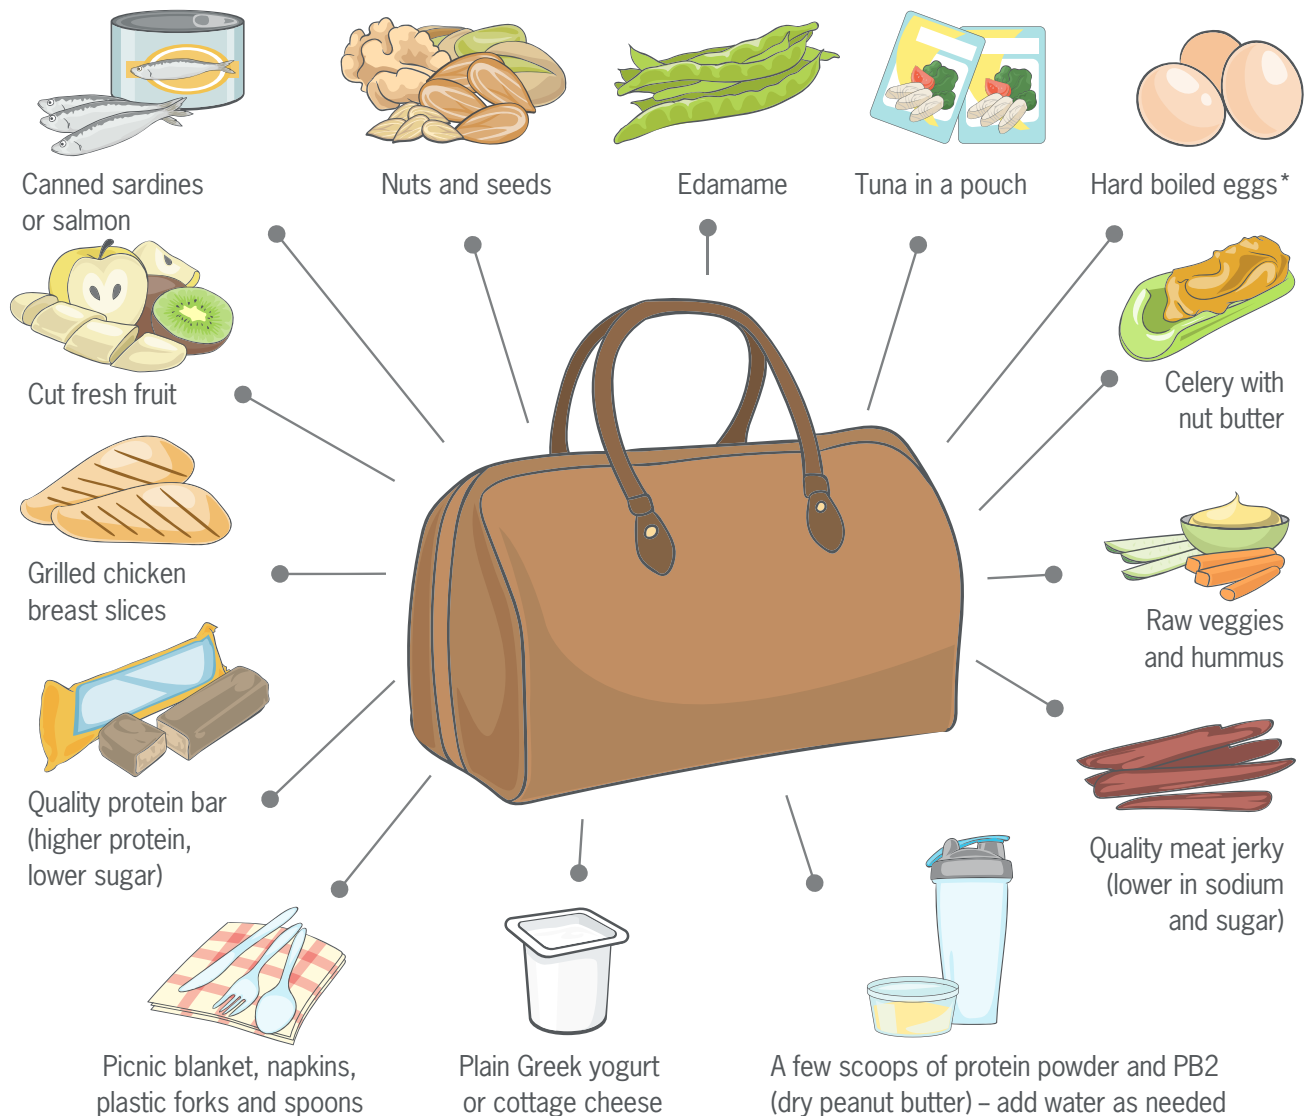 Canned sardines
or salmon
Nuts and seeds
Edamame
Tuna in a pouch
Hard boiled eggs*
Cut fresh fruit
Celery with
nut butter
Grilled chicken
breast slices
Raw veggies
and hummus
Quality protein bar
(higher protein,
lower sugar)
Quality meat jerky
(lower in sodium
and sugar)
Picnic blanket, napkins,
plastic forks and spoons
Plain Greek yogurt
or cottage cheese
A few scoops of protein powder and PB2
(dry peanut butter) – add water as needed